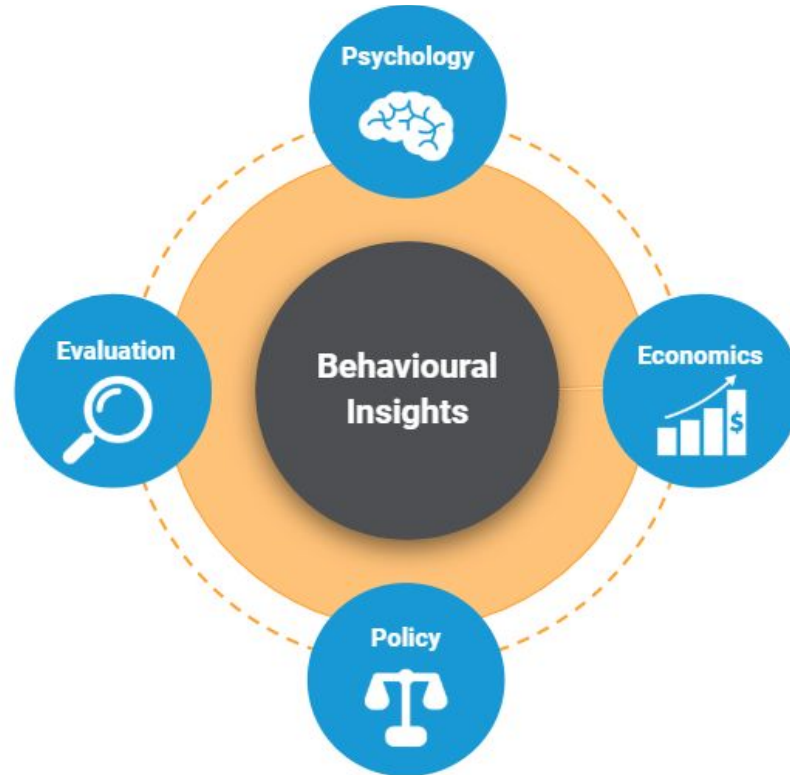 Psychology
Evaluation
Behavioural
Insights
Economics
$
Policy